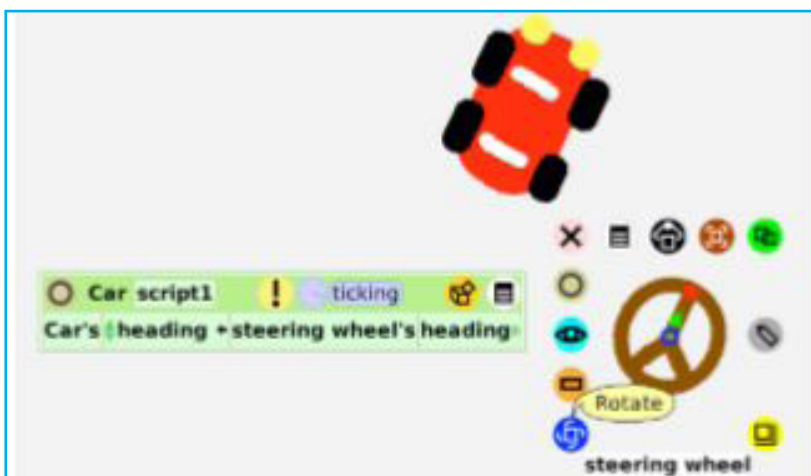 Car script1 ! ticking
Car's heading ← steering wheel's heading
Rotate
steering wheel